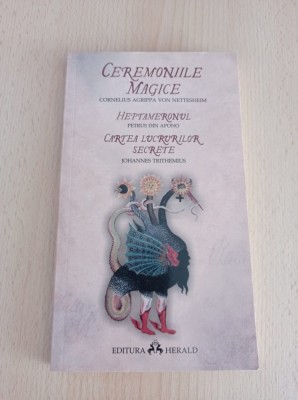 CEREMONIILE
MAGICE
CORNELIUS AGRIPPA VON NETTESHEIM
HEPTAMERONUL
PETRUS DIN APONO
CARTEA LUCRURILOR
SECRETE
JOHANNES TRITHEMIUS
EDITURA HERALD